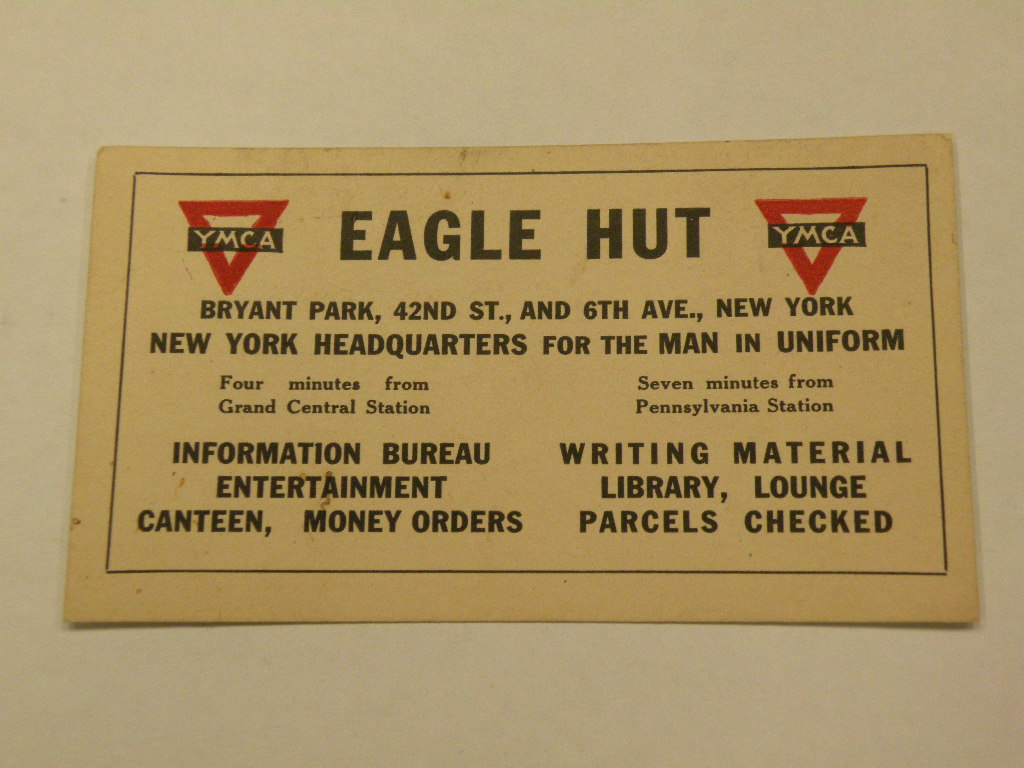 YMCA EAGLE HUT YMCA
BRYANT PARK, 42ND ST., AND 6TH AVE., NEW YORK
NEW YORK HEADQUARTERS FOR THE MAN IN UNIFORM
Four minutes from
Grand Central Station
Seven minutes from
Pennsylvania Station
INFORMATION BUREAU
ENTERTAINMENT
CANTEEN, MONEY ORDERS
WRITING MATERIAL
LIBRARY, LOUNGE
PARCELS CHECKED